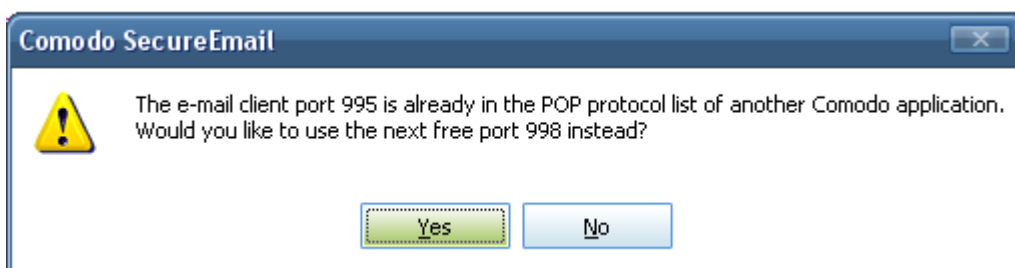 Comodo SecureEmail
The e-mail client port 995 is already in the POP protocol list of another Comodo application.
Would you like to use the next free port 998 instead?
Yes
No